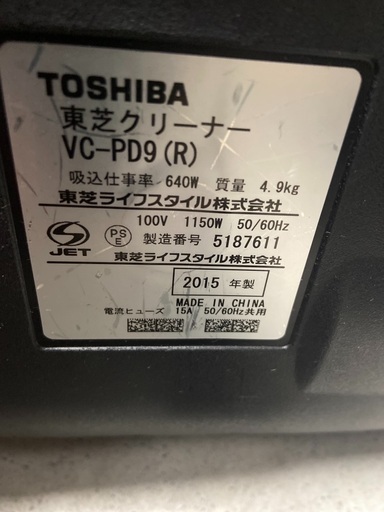 TOSHIBA
東芝クリーナー
VC-PD9(R)
吸込仕事率 640W 質量 4.9kg
東芝ライフスタイル株式会社
100V 1150W 50/60Hz
JET PSE 製造番号 5187611
東芝ライフスタイル株式会社
2015 年製
MADE IN CHINA
電流ヒューズ 15A 50/60Hz共用